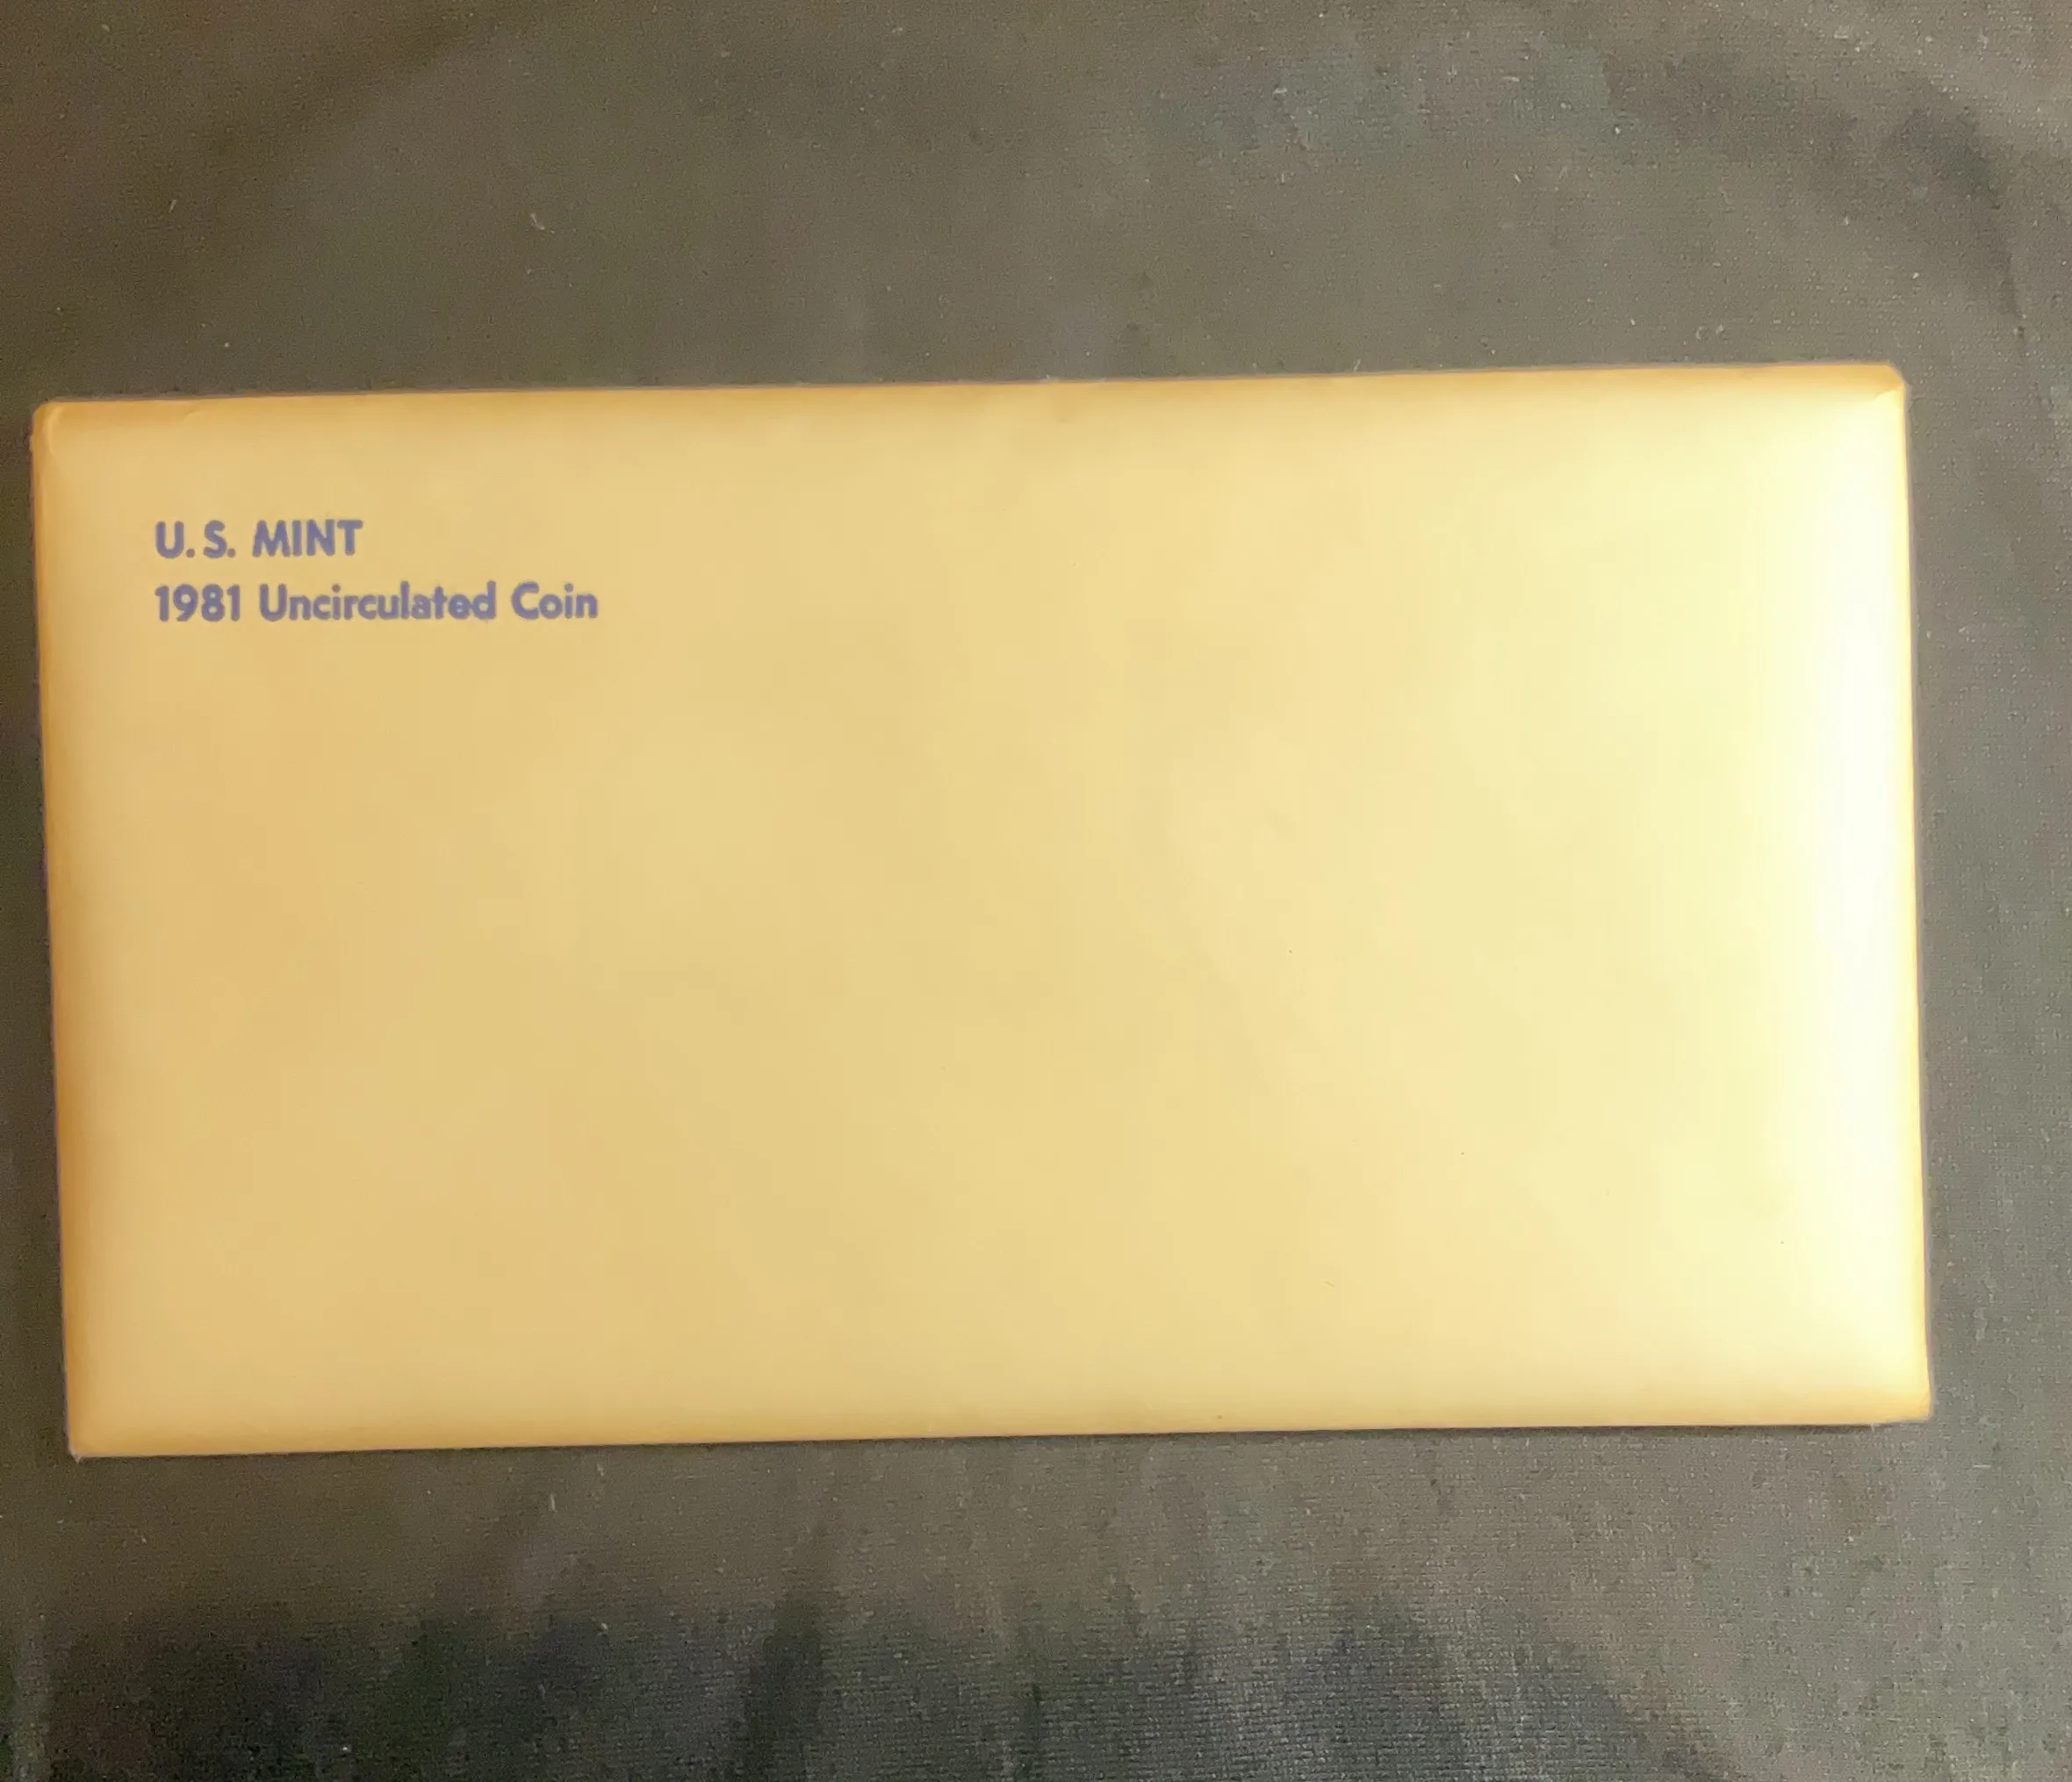 U.S. MINT
1981 Uncirculated Coin